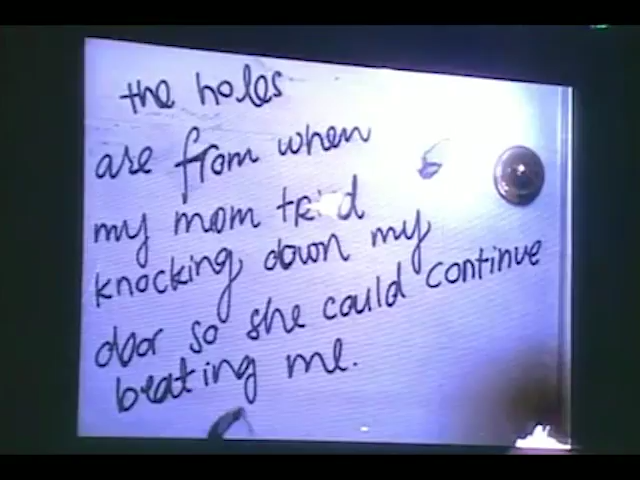 the holes
are from when
my mom tried
knocking down my
door so she could continue
beating me.